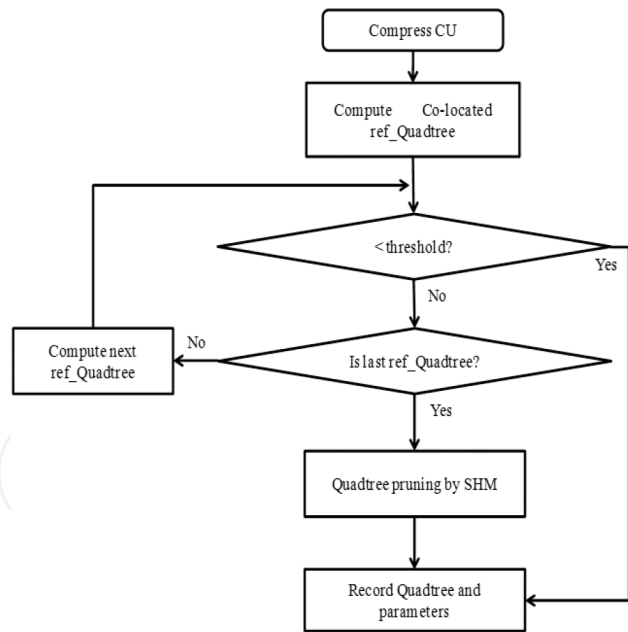 Compress CU
Compute Co-located
ref_Quadtree
< threshold?
Yes
No
Compute next
ref_Quadtree
No
Is last ref_Quadtree?
Yes
Quadtree pruning by SHM
Record Quadtree and
parameters